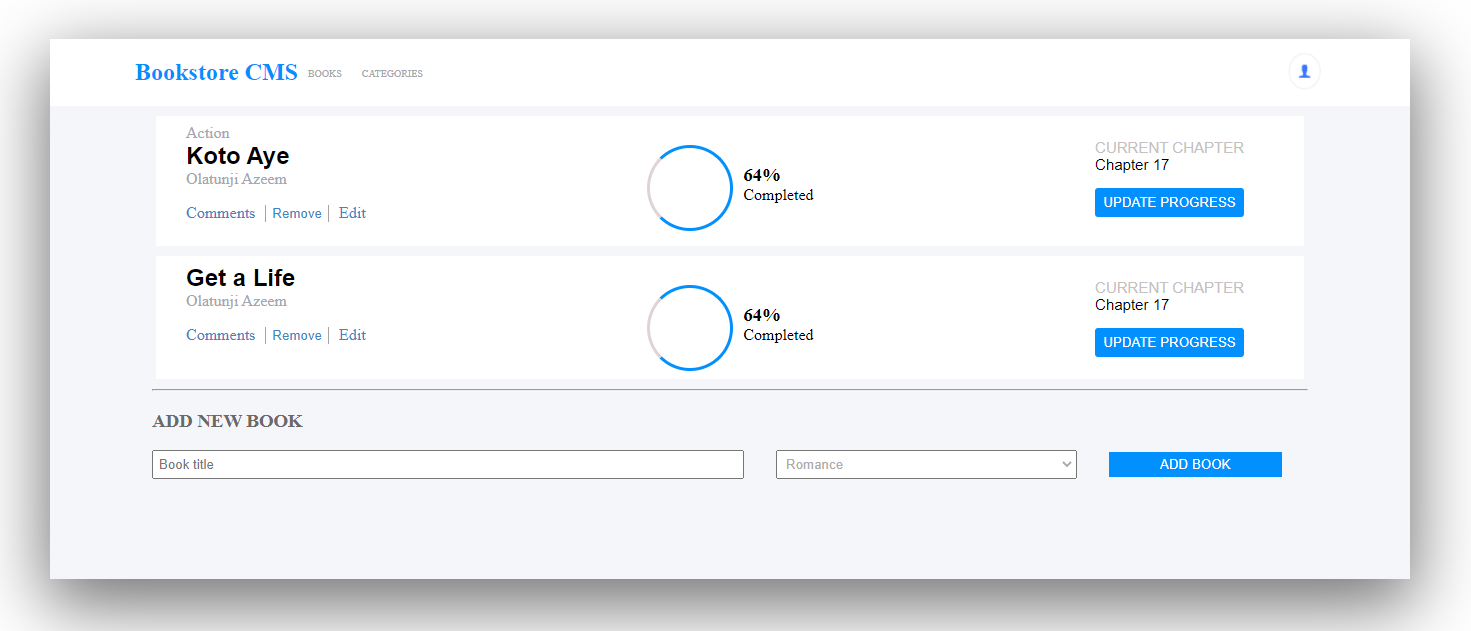 Bookstore CMS BOOKS CATEGORIES
Action
Koto Aye
Olatunji Azeem
Comments Remove Edit
64%
Completed
CURRENT CHAPTER
Chapter 17
UPDATE PROGRESS
Get a Life
Olatunji Azeem
Comments Remove Edit
64%
Completed
CURRENT CHAPTER
Chapter 17
UPDATE PROGRESS
ADD NEW BOOK
Book title Romance ADD BOOK